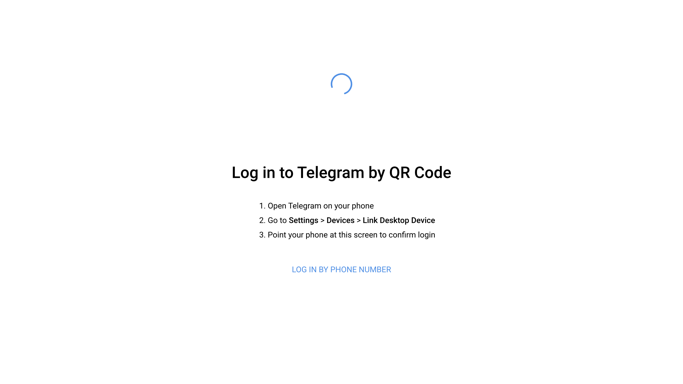 Log in to Telegram by QR Code
1. Open Telegram on your phone
2. Go to Settings > Devices > Link Desktop Device
3. Point your phone at this screen to confirm login
LOG IN BY PHONE NUMBER